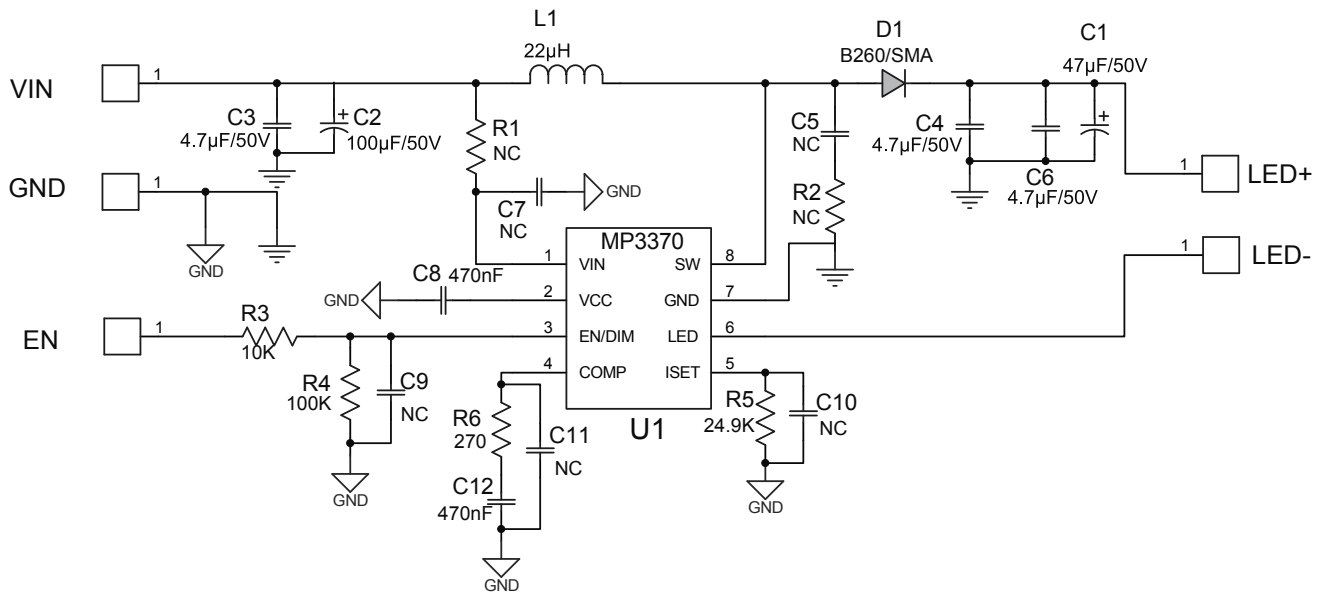 L1
22µH
D1
B260/SMA
C1
47µF/50V
VIN
1
C3
4.7µF/50V
C2
100µF/50V
+
R1
NC
C5
NC
C4
4.7µF/50V
+
C6
4.7µF/50V
1
LED+
GND
1
GND
C7
NC
GND
R2
NC
MP3370
1
VIN
SW
8
1
LED-
GND
C8
470nF
2
VCC
GND
7
EN
1
R3
10K
3
EN/DIM
LED
6
4
COMP
ISET
5
R4
100K
C9
NC
R6
270
C11
NC
U1
R5
24.9K
C10
NC
C12
470nF
GND
GND
GND